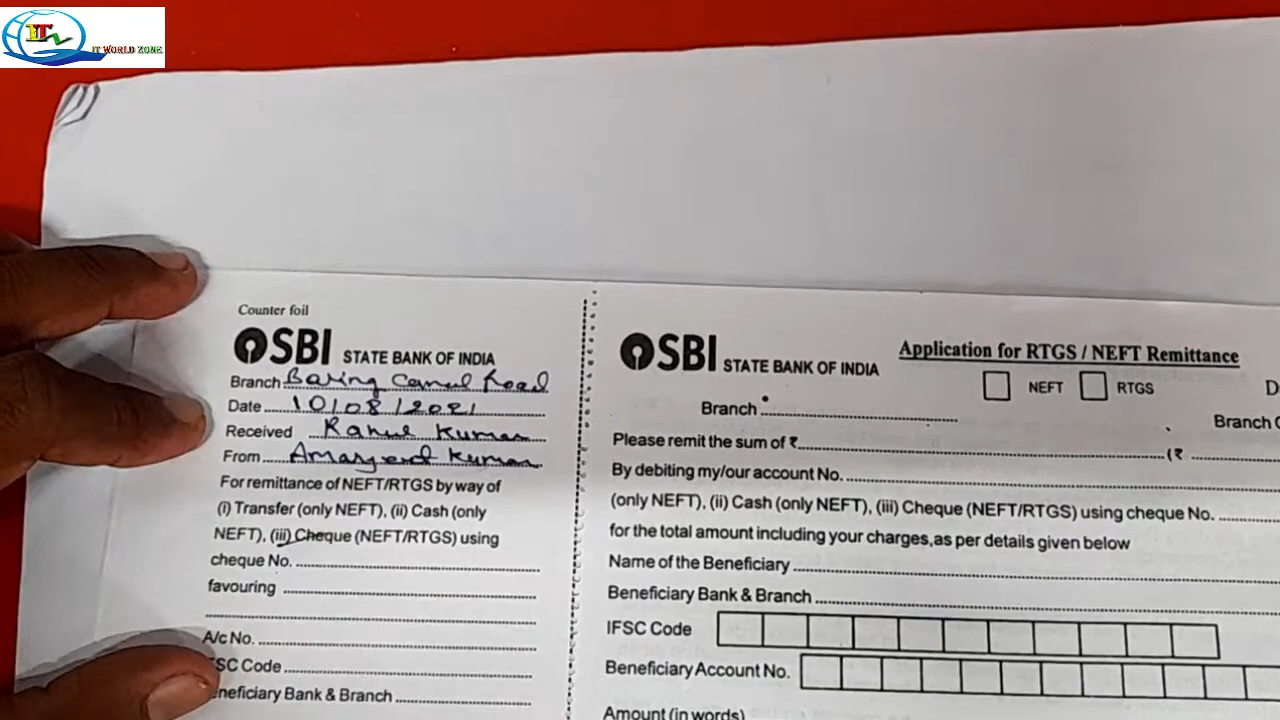 ITW
IT WORLD ZONE
Counter foil
SBI STATE BANK OF INDIA
Branch Boring Canal Road
Date 10/08/2021
Received Rahul Kumar
From Amarjeet Kumar
For remittance of NEFT/RTGS by way of
(i) Transfer (only NEFT), (ii) Cash (only
NEFT), (iii) Cheque (NEFT/RTGS) using
cheque No.
favouring
A/c No.
SC Code
neficiary Bank & Branch
SBI STATE BANK OF INDIA
Application for RTGS / NEFT Remittance
NEFT RTGS
D
Branch
Branch C
Please remit the sum of ₹ (₹
By debiting my/our account No.
(only NEFT), (ii) Cash (only NEFT), (iii) Cheque (NEFT/RTGS) using cheque No.
for the total amount including your charges,as per details given below
Name of the Beneficiary
Beneficiary Bank & Branch
IFSC Code
Beneficiary Account No.
Amount (in words)